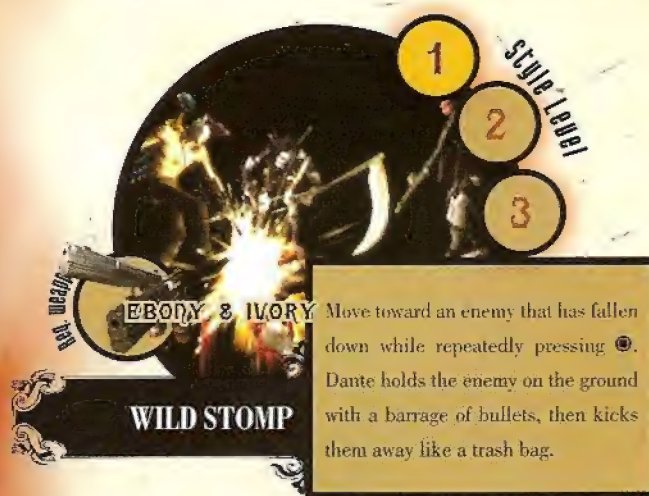 1
Style Level
2
3
Req. Weapon
EBONY & IVORY
Move toward an enemy that has fallen
down while repeatedly pressing ◉.
Dante holds the enemy on the ground
with a barrage of bullets, then kicks
them away like a trash bag.
WILD STOMP